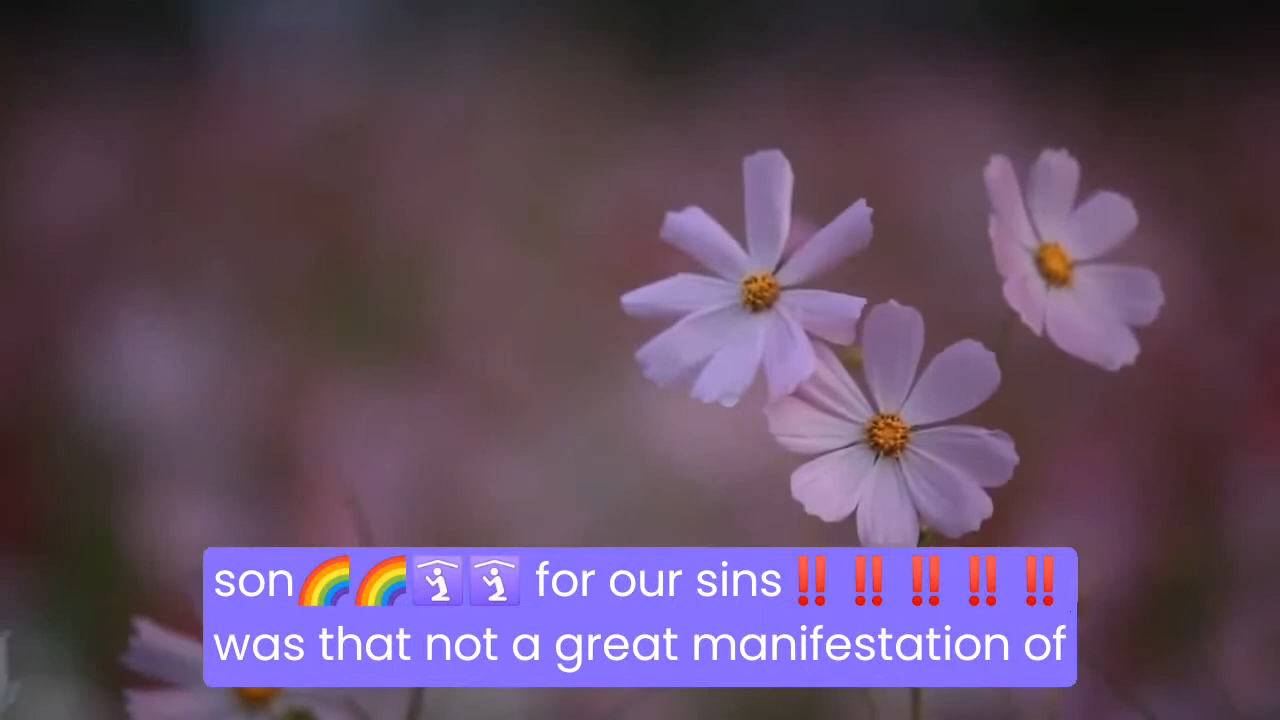 son🌈🌈🛐🛐 for our sins‼️‼️‼️‼️‼️
was that not a great manifestation of